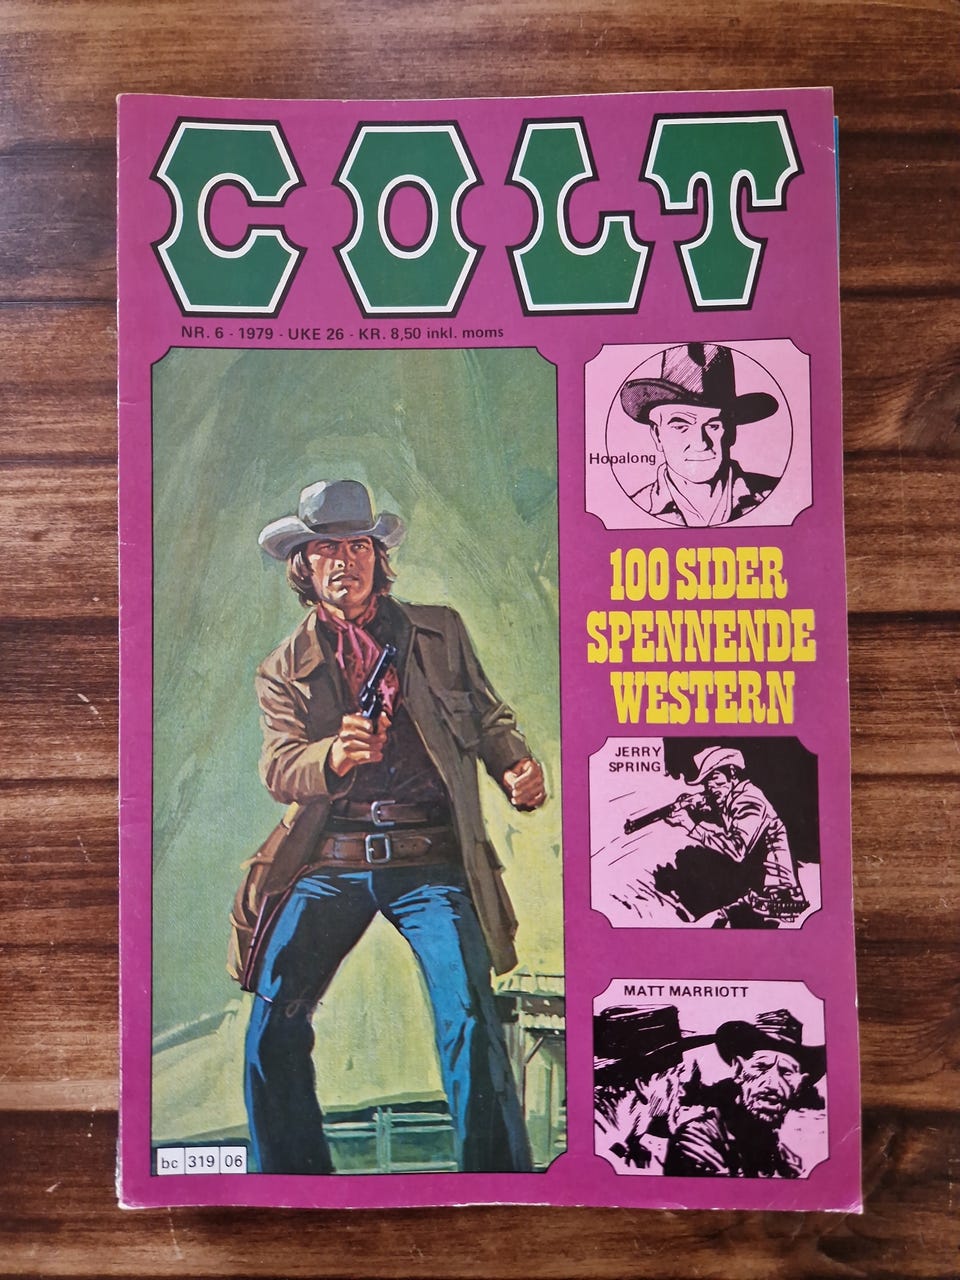 COLT
NR. 6 - 1979 - UKE 26 - KR. 8,50 inkl. moms
Hopalong
100 SIDER
SPENNENDE
WESTERN
JERRY
SPRING
MATT MARRIOTT
bc 319 06